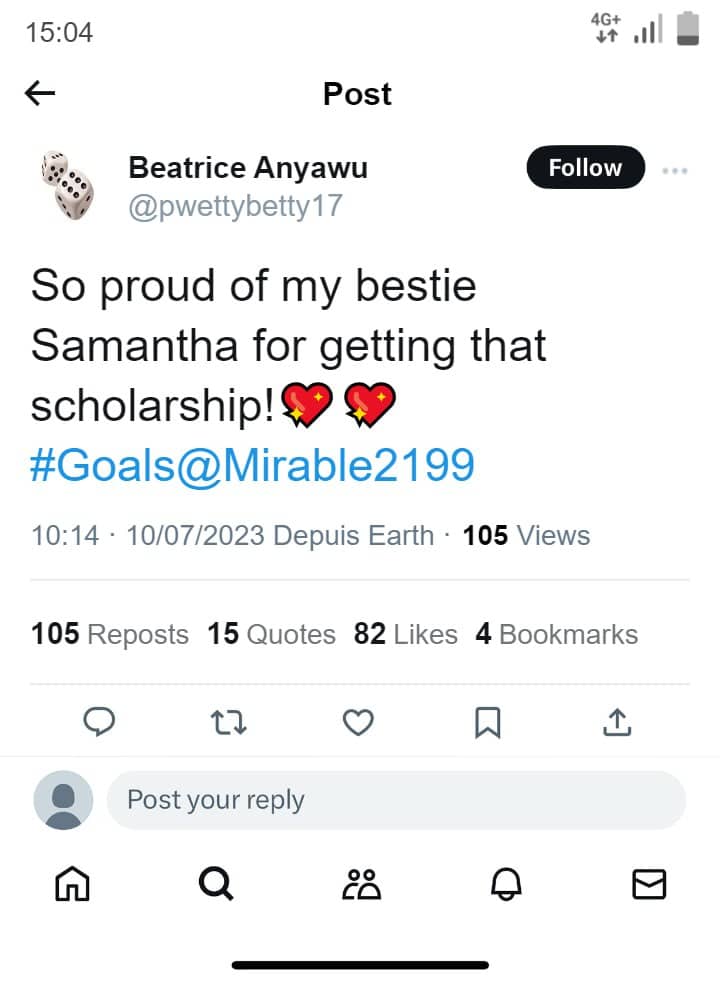 15:04
4G+
Post
Beatrice Anyawu
Follow
@pwettybetty17
So proud of my bestie
Samantha for getting that
scholarship!💖💖
#Goals@Mirable2199
10:14 · 10/07/2023 Depuis Earth · 105 Views
105 Reposts 15 Quotes 82 Likes 4 Bookmarks
Post your reply